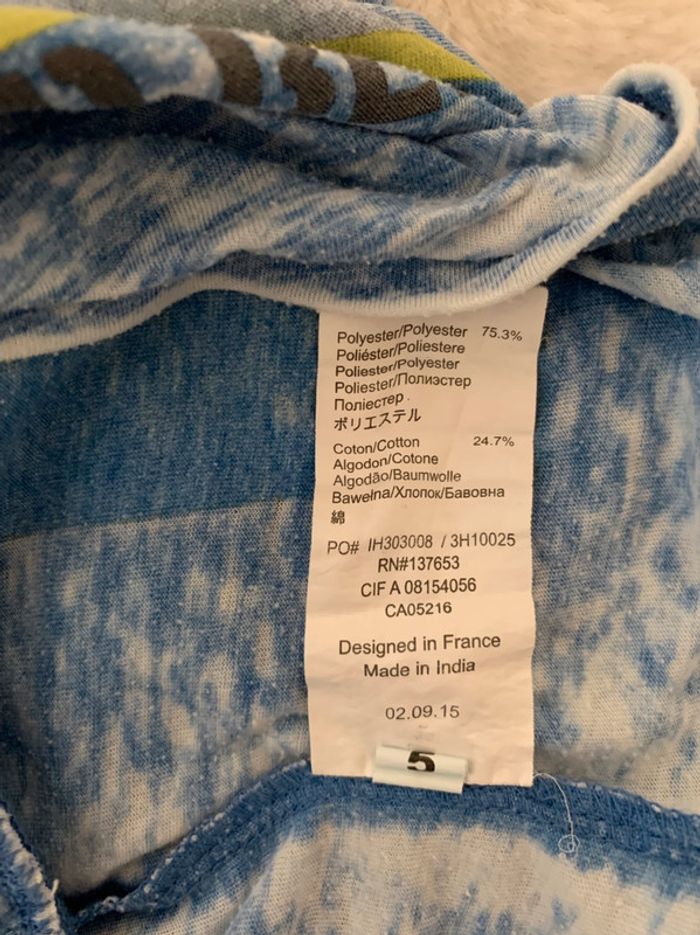 Polyester/Polyester 75.3%
Poliéster/Poliestere
Poliester/Polyester
Poliester/Полиэстер
Поліестер .
ポリエステル
Coton/Cotton 24.7%
Algodon/Cotone
Algodão/Baumwolle
Bawełna/Хлопок/Бавовна
綿
PO# IH303008 / 3H10025
RN#137653
CIF A 08154056
CA05216
Designed in France
Made in India
02.09.15
5